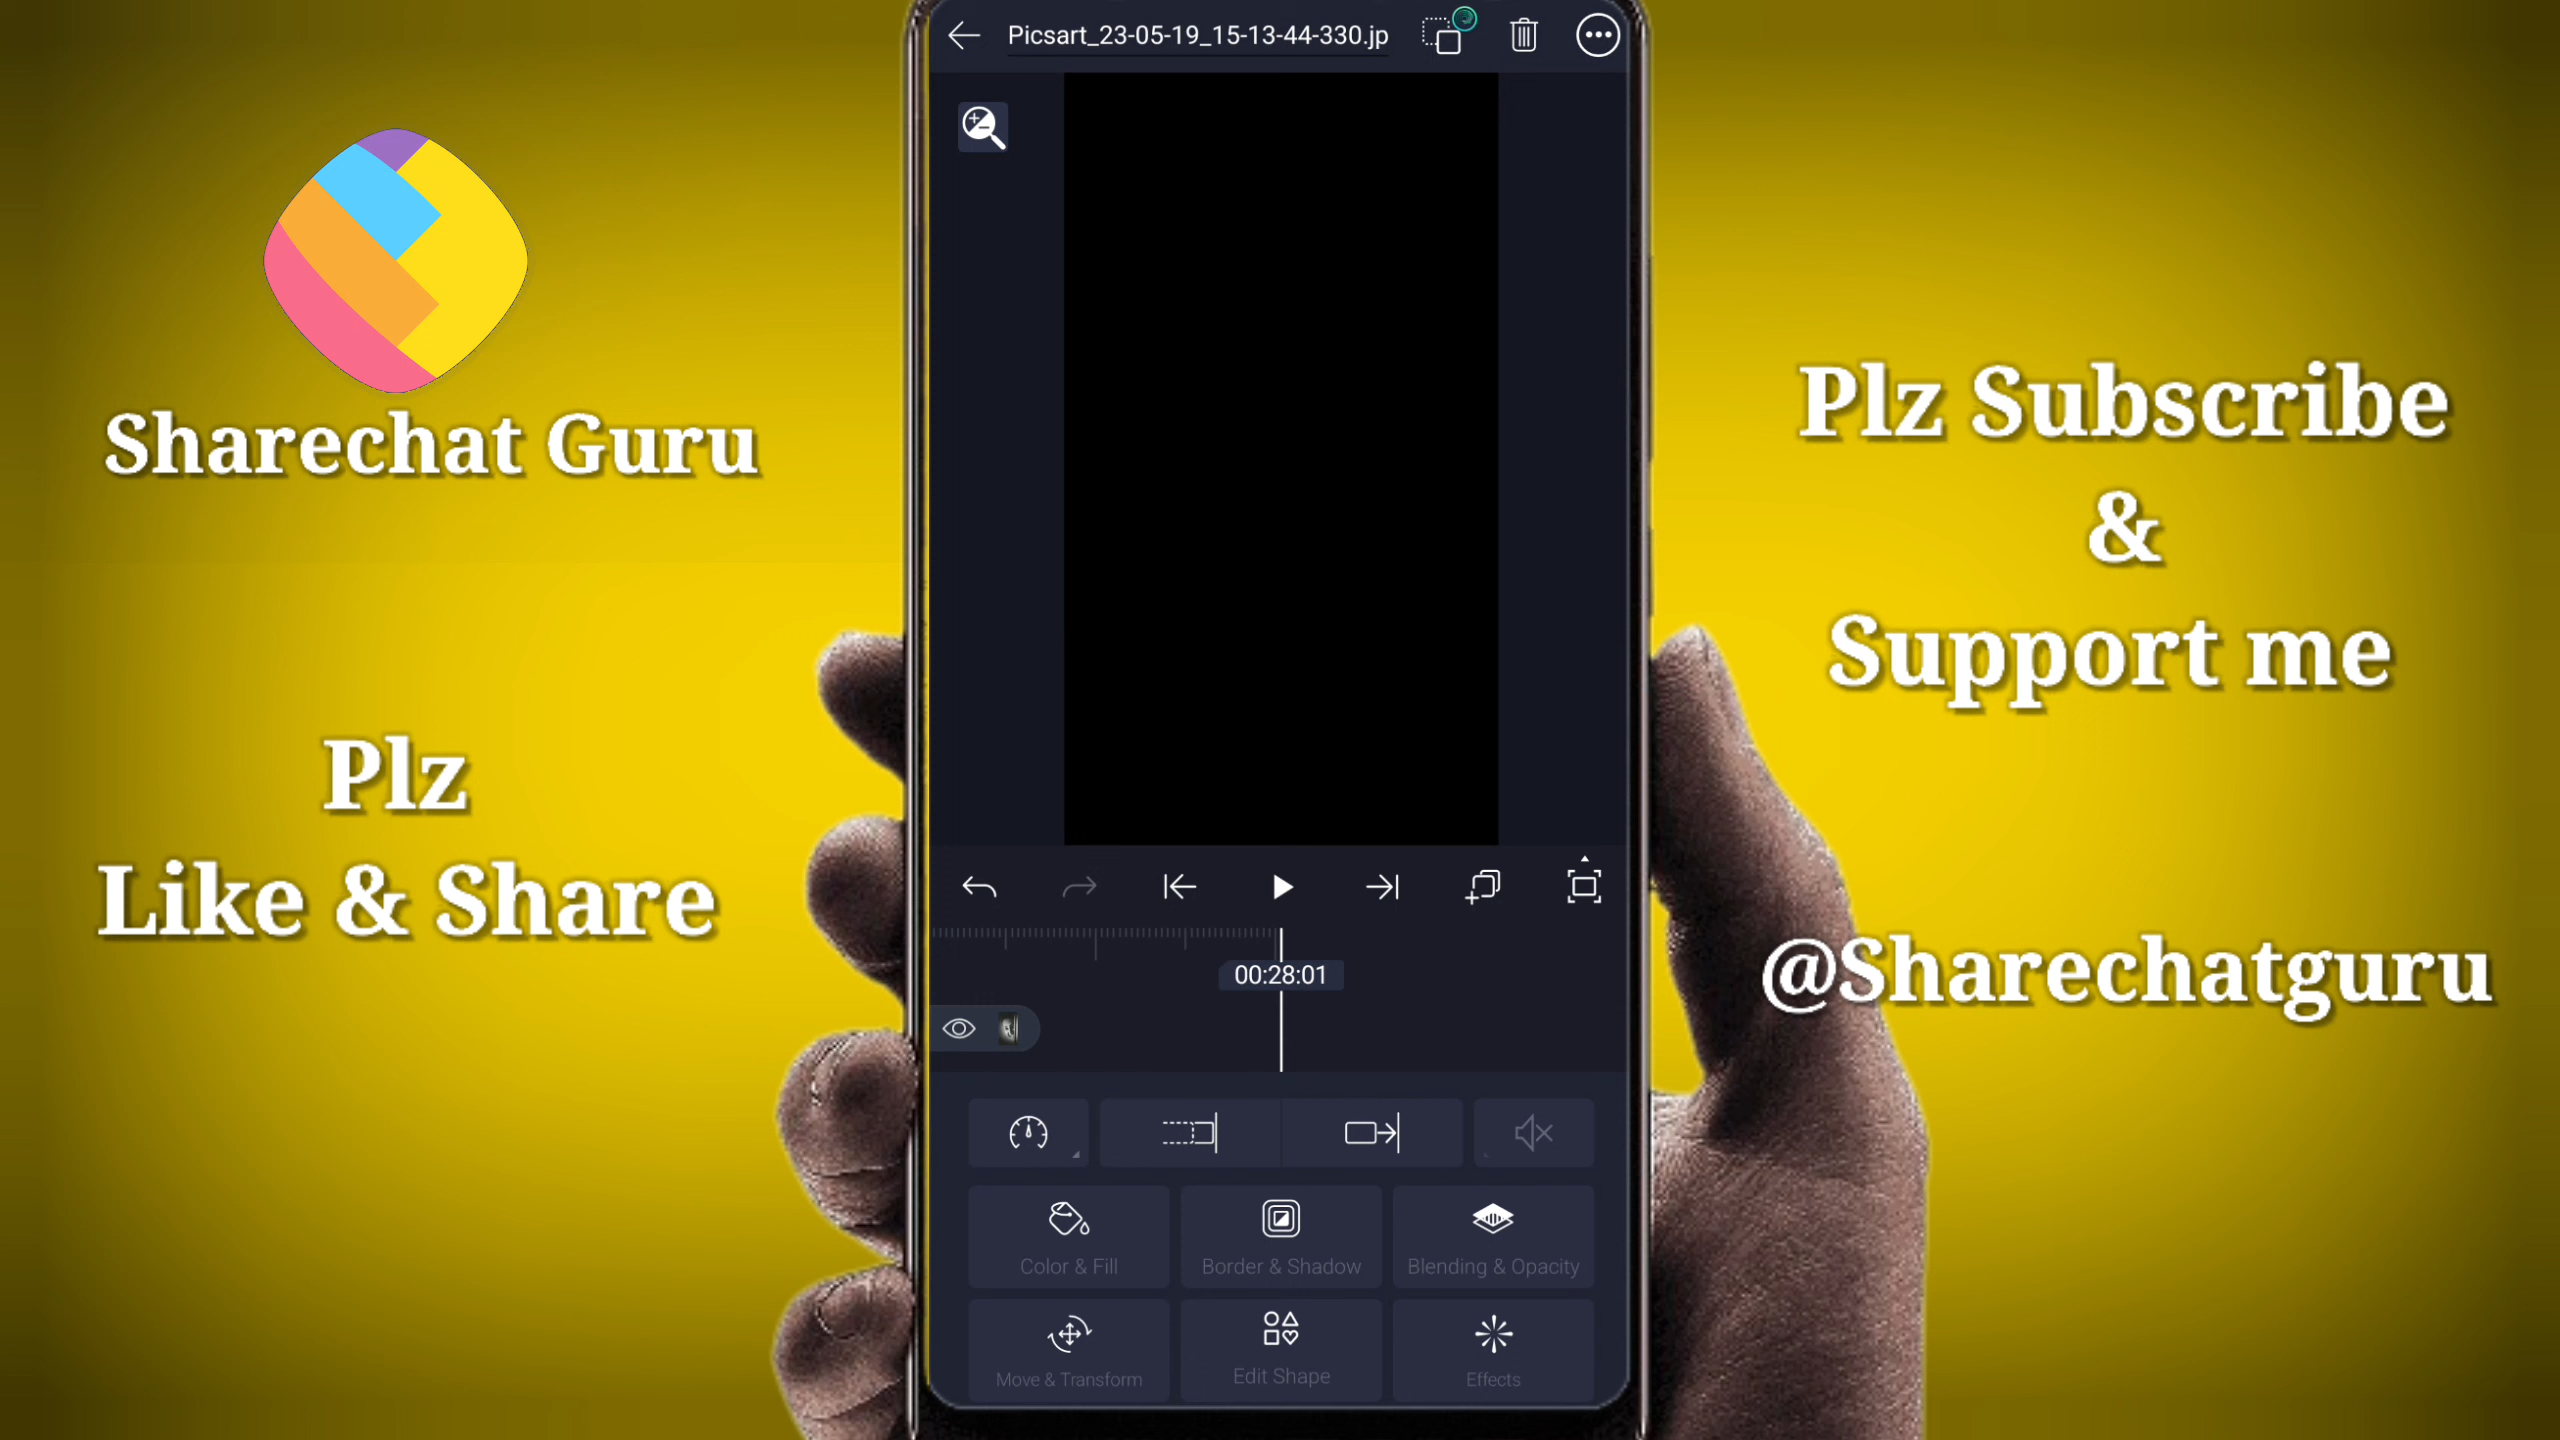 Picsart_23-05-19_15-13-44-330.jp
Sharechat Guru
Plz
Like & Share
Plz Subscribe
&
Support me
@Sharechatguru
00:28:01
Color & Fill
Border & Shadow
Blending & Opacity
Move & Transform
Edit Shape
Effects